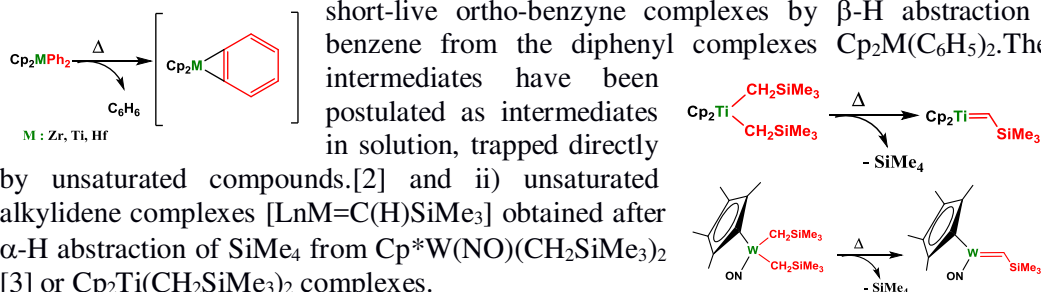 short-live ortho-benzyne complexes by β-H abstraction
benzene from the diphenyl complexes Cp₂M(C₆H₅)₂.The
intermediates have been
postulated as intermediates
in solution, trapped directly
by unsaturated compounds.[2] and ii) unsaturated
alkylidene complexes [LnM=C(H)SiMe₃] obtained after
α-H abstraction of SiMe₄ from Cp*W(NO)(CH₂SiMe₃)₂
[3] or Cp₂Ti(CH₂SiMe₃)₂ complexes.
Cp₂MPh₂
Δ
C₆H₆
Cp₂M
M : Zr, Ti, Hf
Cp₂Ti
CH₂SiMe₃
CH₂SiMe₃
Δ
- SiMe₄
Cp₂Ti
SiMe₃
W
CH₂SiMe₃
CH₂SiMe₃
ON
Δ
- SiMe₄
W
SiMe₃
ON